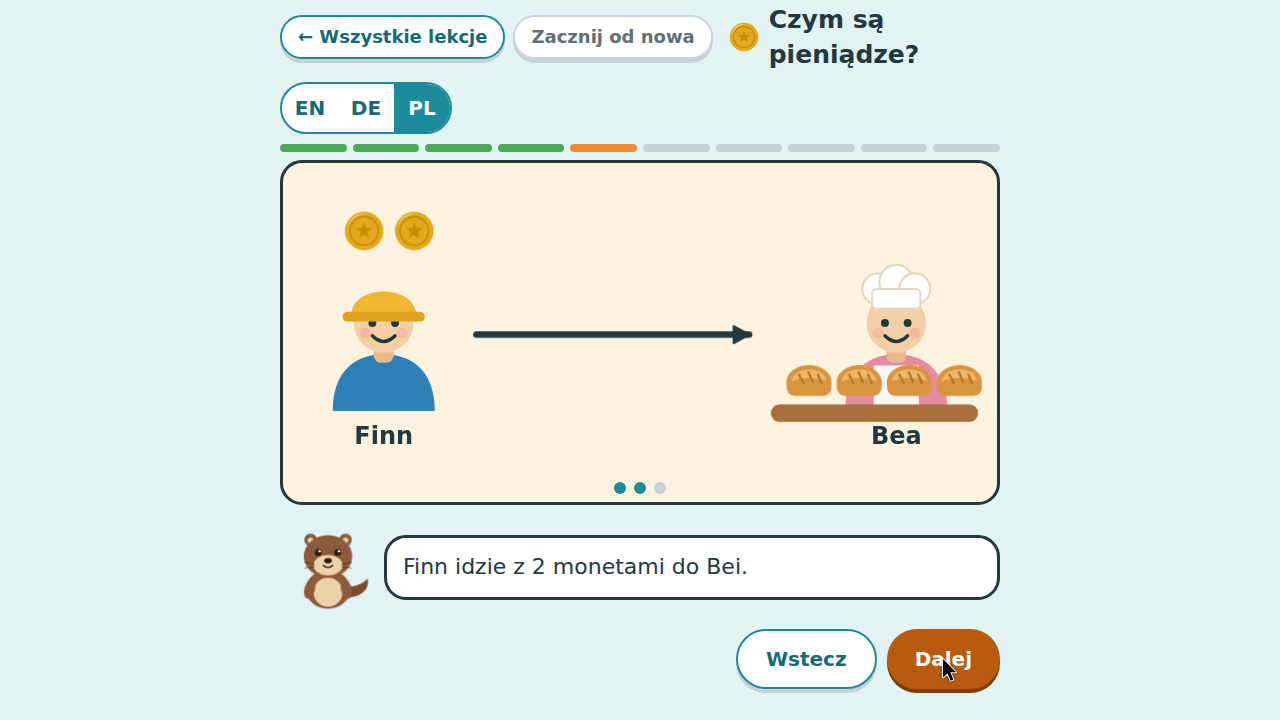 ← Wszystkie lekcje
Zacznij od nowa
Czym są
pieniądze?
EN DE PL
Finn
Bea
Finn idzie z 2 monetami do Bei.
Wstecz
Dalej